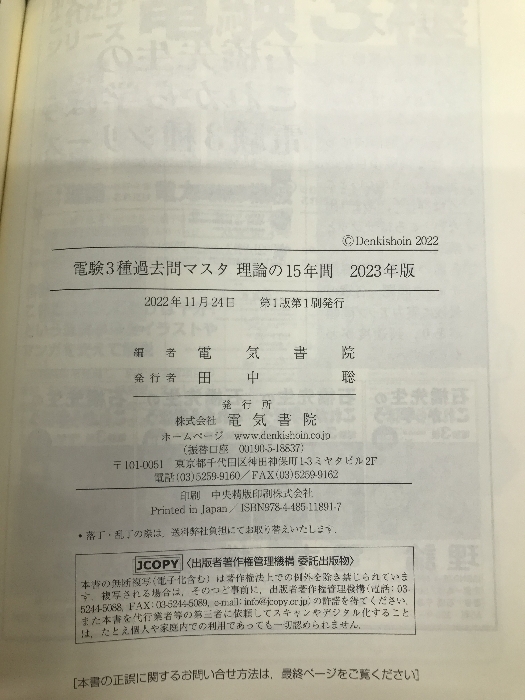 ©Denkishoin 2022
電験3種過去問マスタ 理論の15年間 2023年版
2022年11月24日 第1版第1刷発行
編者 電気書院
発行者 田中聡
発行所
株式会社 電気書院
ホームページ www.denkishoin.co.jp
(振替口座 00190-5-18837)
〒101-0051 東京都千代田区神田神保町1-3ミヤタビル2F
電話(03)5259-9160/FAX(03)5259-9162
印刷 中央精版印刷株式会社
Printed in Japan/ISBN978-4-485-11891-7
・落丁・乱丁の際は,送料弊社負担にてお取り替えいたします.
JCOPY〈出版者著作権管理機構 委託出版物〉
本書の無断複写(電子化含む)は著作権法上での例外を除き禁じられていま
す.複写される場合は,そのつど事前に,出版者著作権管理機構(電話:03-
5244-5088, FAX:03-5244-5089, e-mail:info@jcopy.or.jp)の許諾を得てください.
また本書を代行業者等の第三者に依頼してスキャンやデジタル化すること
は,たとえ個人や家庭内での利用であっても一切認められません.
[本書の正誤に関するお問い合せ方法は,最終ページをご覧ください]